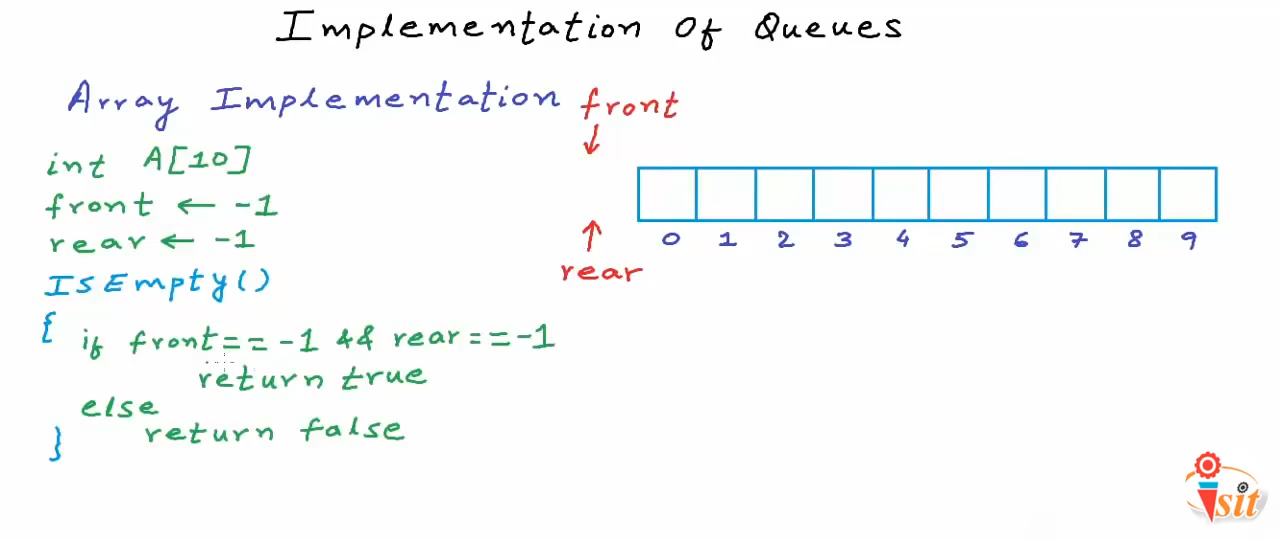 Implementation Of Queues
Array Implementation
front
↓
int A[10]
front ← -1
rear ← -1
↑
rear
0 1 2 3 4 5 6 7 8 9
ISEmpty()
{
if front == -1 && rear == -1
return true
else
return false
}
sit